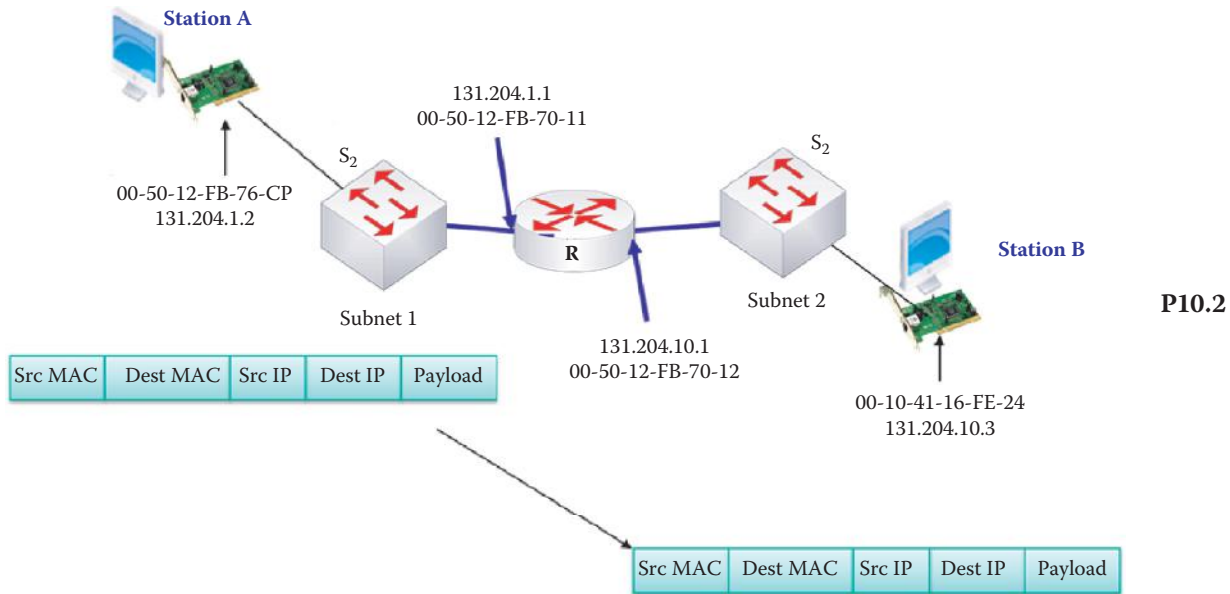 Station A
131.204.1.1
00-50-12-FB-70-11
S2
S2
00-50-12-FB-76-CP
131.204.1.2
R
Station B
Subnet 1
Subnet 2
P10.2
131.204.10.1
00-50-12-FB-70-12
Src MAC Dest MAC Src IP Dest IP Payload
00-10-41-16-FE-24
131.204.10.3
Src MAC Dest MAC Src IP Dest IP Payload